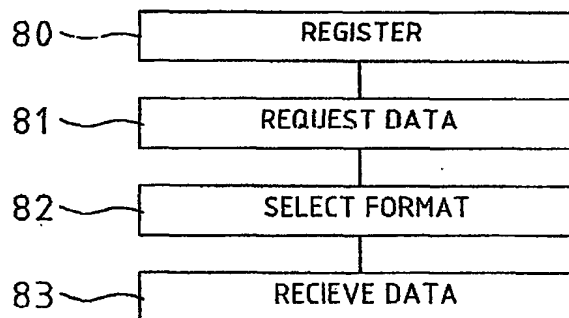 80 REGISTER
81 REQUEST DATA
82 SELECT FORMAT
83 RECIEVE DATA